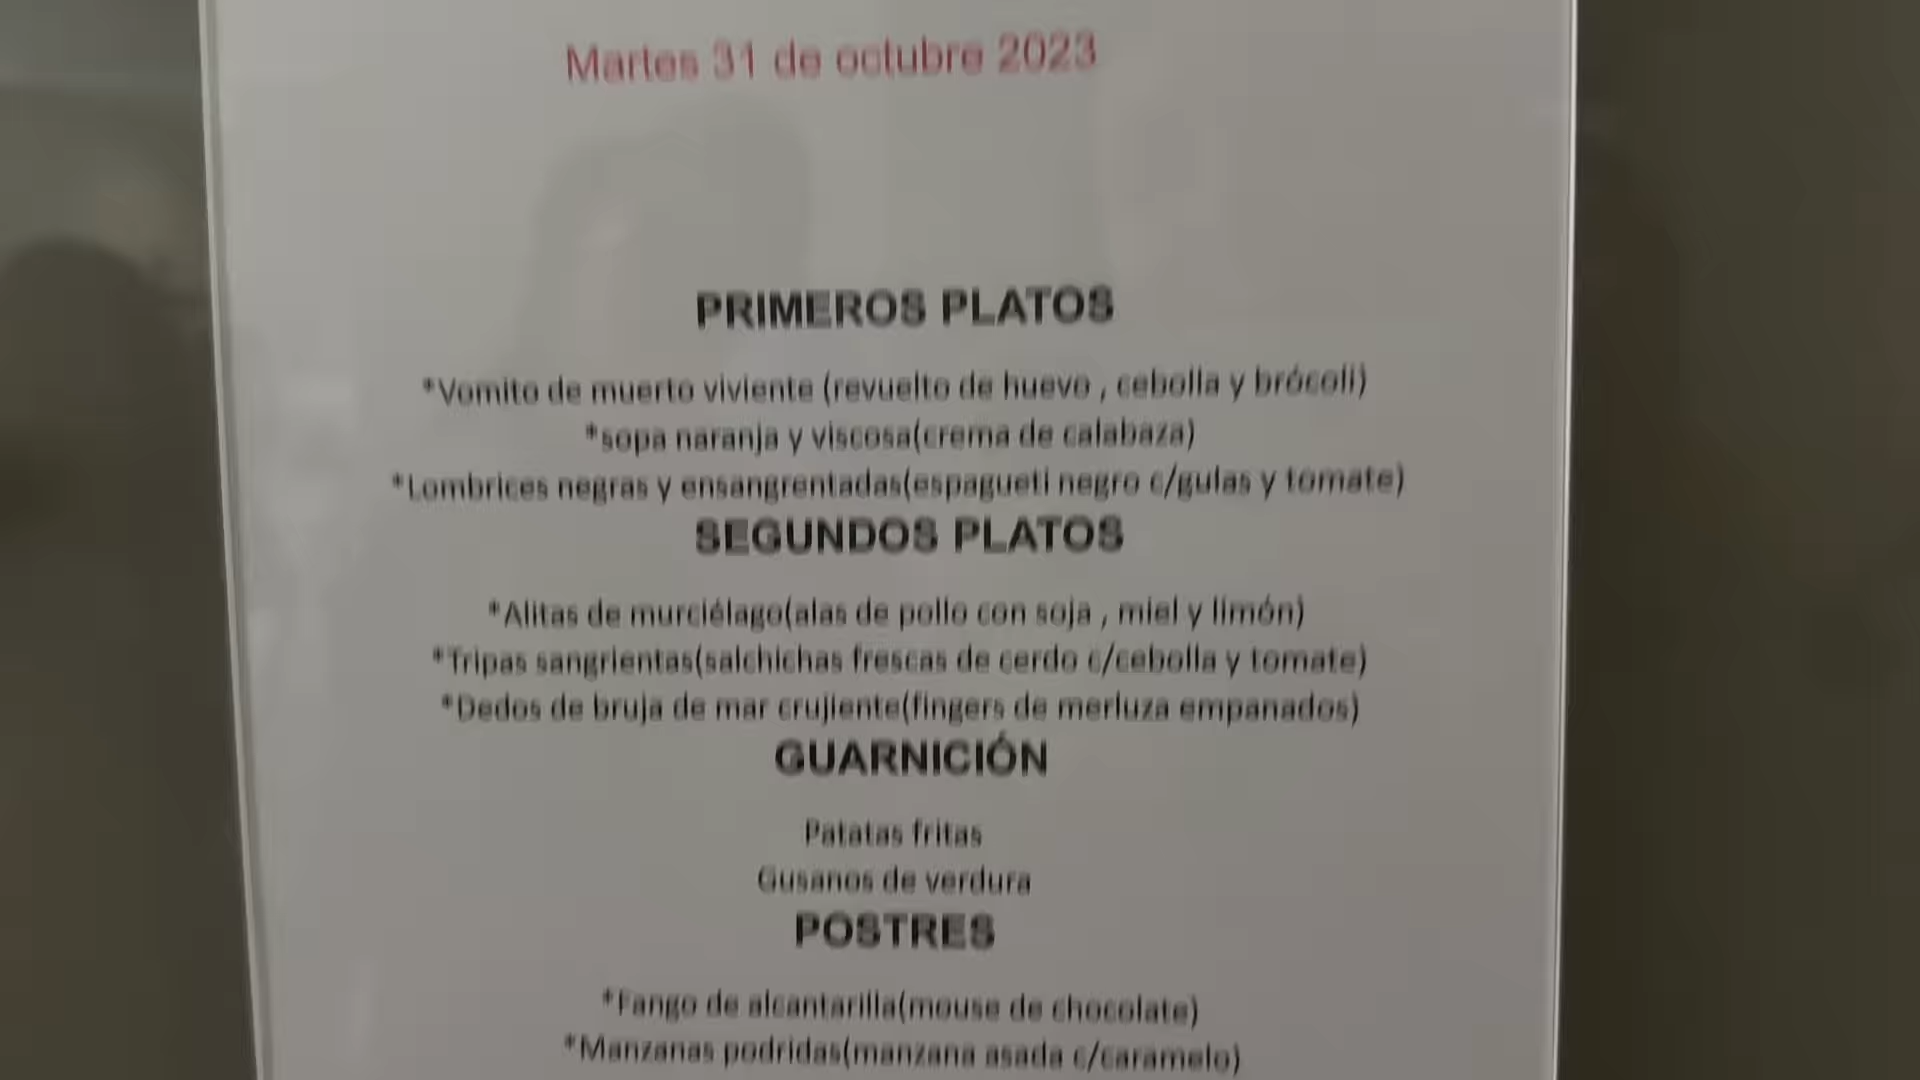 Martes 31 de octubre 2023
PRIMEROS PLATOS
*Vomito de muerto viviente (revuelto de huevo , cebolla y brócoli)
*sopa naranja y viscosa(crema de calabaza)
*Lombrices negras y ensangrentadas(espagueti negro c/gulas y tomate)
SEGUNDOS PLATOS
*Alitas de murciélago(alas de pollo con soja , miel y limón)
*Tripas sangrientas(salchichas frescas de cerdo c/cebolla y tomate)
*Dedos de bruja de mar crujiente(fingers de merluza empanados)
GUARNICIÓN
Patatas fritas
Gusanos de verdura
POSTRES
*Fango de alcantarilla(mouse de chocolate)
*Manzanas podridas(manzana asada c/caramelo)